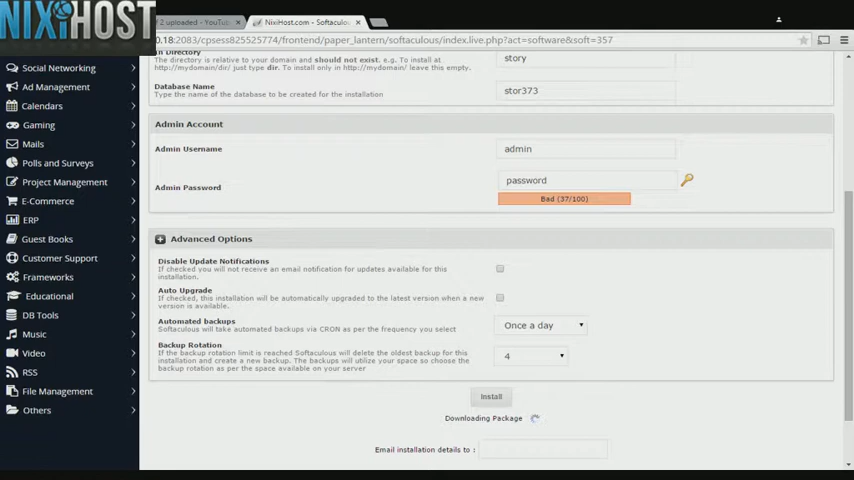 NIXIHOST
2 uploaded - YouTu
NixiHost.com - Softaculou
0.18:2083/cpsess825525774/frontend/paper_lantern/softaculous/index.live.php?act=software&soft=357
Social Networking
Ad Management
Calendars
Gaming
Mails
Polls and Surveys
Project Management
E-Commerce
ERP
Guest Books
Customer Support
Frameworks
Educational
DB Tools
Music
Video
RSS
File Management
Others
In Directory
The directory is relative to your domain and should not exist. e.g. To install at
http://mydomain/dir/ just type dir. To install only in http://mydomain/ leave this empty.
story
Database Name
Type the name of the database to be created for the installation
stor373
Admin Account
Admin Username
admin
Admin Password
password
Bad (37/100)
Advanced Options
Disable Update Notifications
If checked you will not receive an email notification for updates available for this
installation.
Auto Upgrade
If checked, this installation will be automatically upgraded to the latest version when a new
version is available.
Automated backups
Softaculous will take automated backups via CRON as per the frequency you select
Once a day
Backup Rotation
If the backup rotation limit is reached Softaculous will delete the oldest backup for this
installation and create a new backup. The backups will utilize your space so choose the
backup rotation as per the space available on your server
4
Install
Downloading Package
Email installation details to :